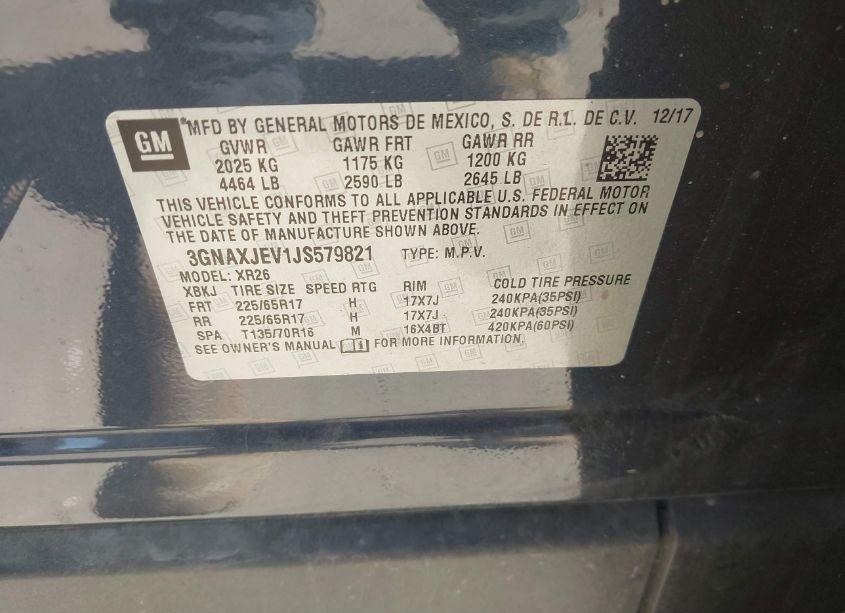 GM MFD BY GENERAL MOTORS DE MEXICO, S. DE R.L. DE C.V. 12/17
GVWR GAWR FRT GAWR RR
2025 KG 1175 KG 1200 KG
4464 LB 2590 LB 2645 LB
THIS VEHICLE CONFORMS TO ALL APPLICABLE U.S. FEDERAL MOTOR
VEHICLE SAFETY AND THEFT PREVENTION STANDARDS IN EFFECT ON
THE DATE OF MANUFACTURE SHOWN ABOVE.
3GNAXJEV1JS579821 TYPE: M.P.V.
MODEL: XR26
XBKJ TIRE SIZE SPEED RTG RIM COLD TIRE PRESSURE
FRT 225/65R17 H 17X7J 240KPA(35PSI)
RR 225/65R17 H 17X7J 240KPA(35PSI)
SPA T135/70R16 M 16X4BT 420KPA(60PSI)
SEE OWNER'S MANUAL FOR MORE INFORMATION.